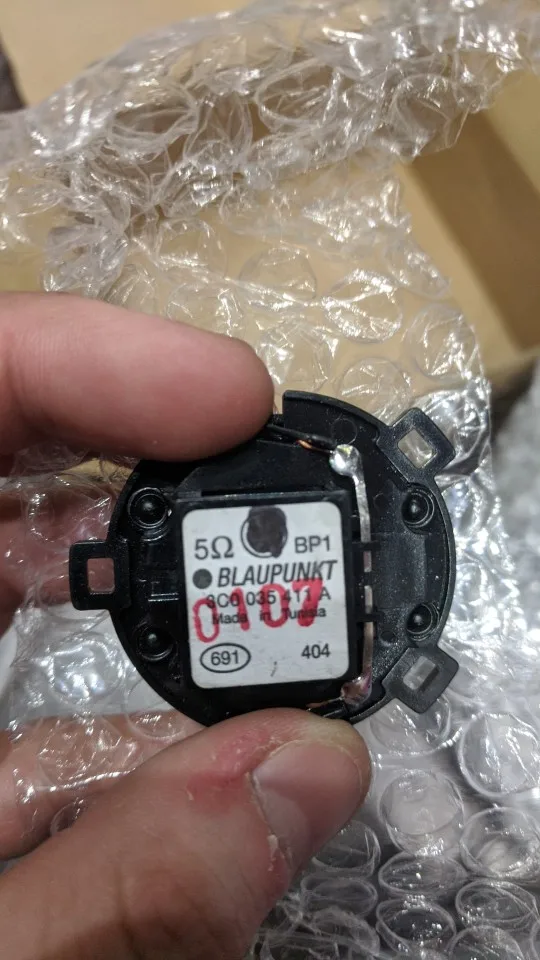 5Ω BP1
BLAUPUNKT
3C0 035 411 A
Made in Tunisia
0107
691 404